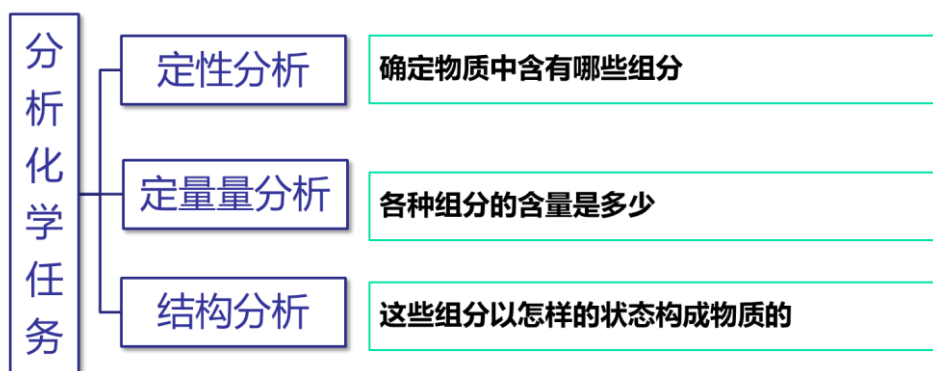 分析化学任务
定性分析
确定物质中含有哪些组分
定量量分析
各种组分的含量是多少
结构分析
这些组分以怎样的状态构成物质的